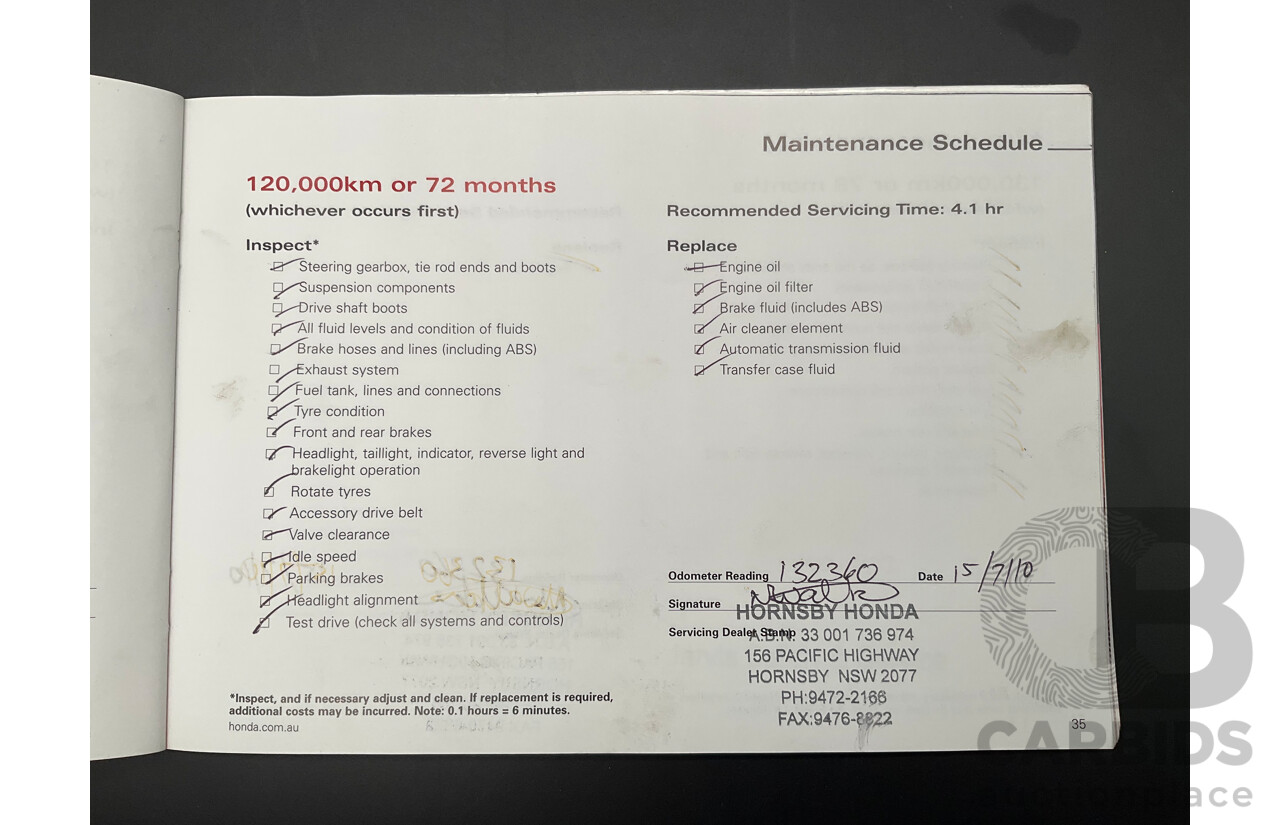 Maintenance Schedule
120,000km or 72 months
(whichever occurs first)
Inspect*
Steering gearbox, tie rod ends and boots
Suspension components
Drive shaft boots
All fluid levels and condition of fluids
Brake hoses and lines (including ABS)
Exhaust system
Fuel tank, lines and connections
Tyre condition
Front and rear brakes
Headlight, taillight, indicator, reverse light and
brakelight operation
Rotate tyres
Accessory drive belt
Valve clearance
Idle speed
Parking brakes
Headlight alignment
Test drive (check all systems and controls)
*Inspect, and if necessary adjust and clean. If replacement is required,
additional costs may be incurred. Note: 0.1 hours = 6 minutes.
honda.com.au
Recommended Servicing Time: 4.1 hr
Replace
Engine oil
Engine oil filter
Brake fluid (includes ABS)
Air cleaner element
Automatic transmission fluid
Transfer case fluid
Odometer Reading 132360 Date 15/7/10
Signature
HORNSBY HONDA
Servicing Dealer Stamp
A.B.N. 33 001 736 974
156 PACIFIC HIGHWAY
HORNSBY NSW 2077
PH:9472-2166
FAX:9476-8822
35
CARBIDS
auctionplace